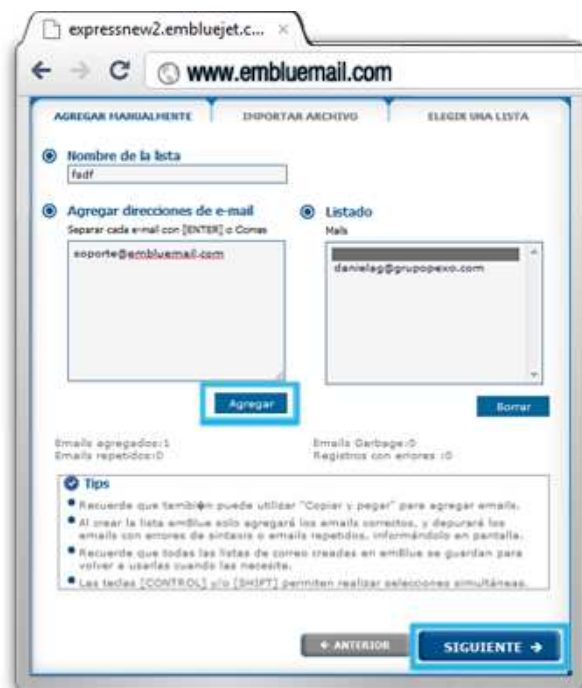 expressnew2.embluejet.c...
www.embluemail.com
AGREGAR MANUALMENTE
IMPORTAR ARCHIVO
ELEGIR UNA LISTA
Nombre de la lista
fadf
Agregar direcciones de e-mail
Separar cada e-mail con [ENTER] o Comas
soporte@embluemail.com
Listado
Mails
danielag@grupopexo.com
Agregar
Borrar
Emails agregados:1
Emails repetidos:0
Emails Garbage:0
Registros con errores :0
Tips
Recuerde que tambi�n puede utilizar "Copiar y pegar" para agregar emails.
Al crear la lista emBlue solo agregará los emails correctos, y depurará los
emails con errores de sintaxis o emails repetidos, informándolo en pantalla.
Recuerde que todas las listas de correo creadas en emBlue se guardan para
volver a usarlas cuando las necesite.
Las teclas [CONTROL] y/o [SHIFT] permiten realizar selecciones simultáneas.
ANTERIOR
SIGUIENTE